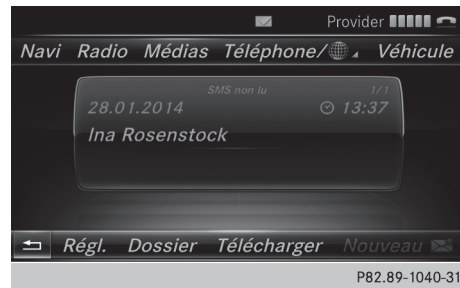 Provider
Navi Radio Médias Téléphone/ Véhicule
SMS non lu 1/1
28.01.2014 13:37
Ina Rosenstock
Régl. Dossier Télécharger Nouveau
P82.89-1040-31